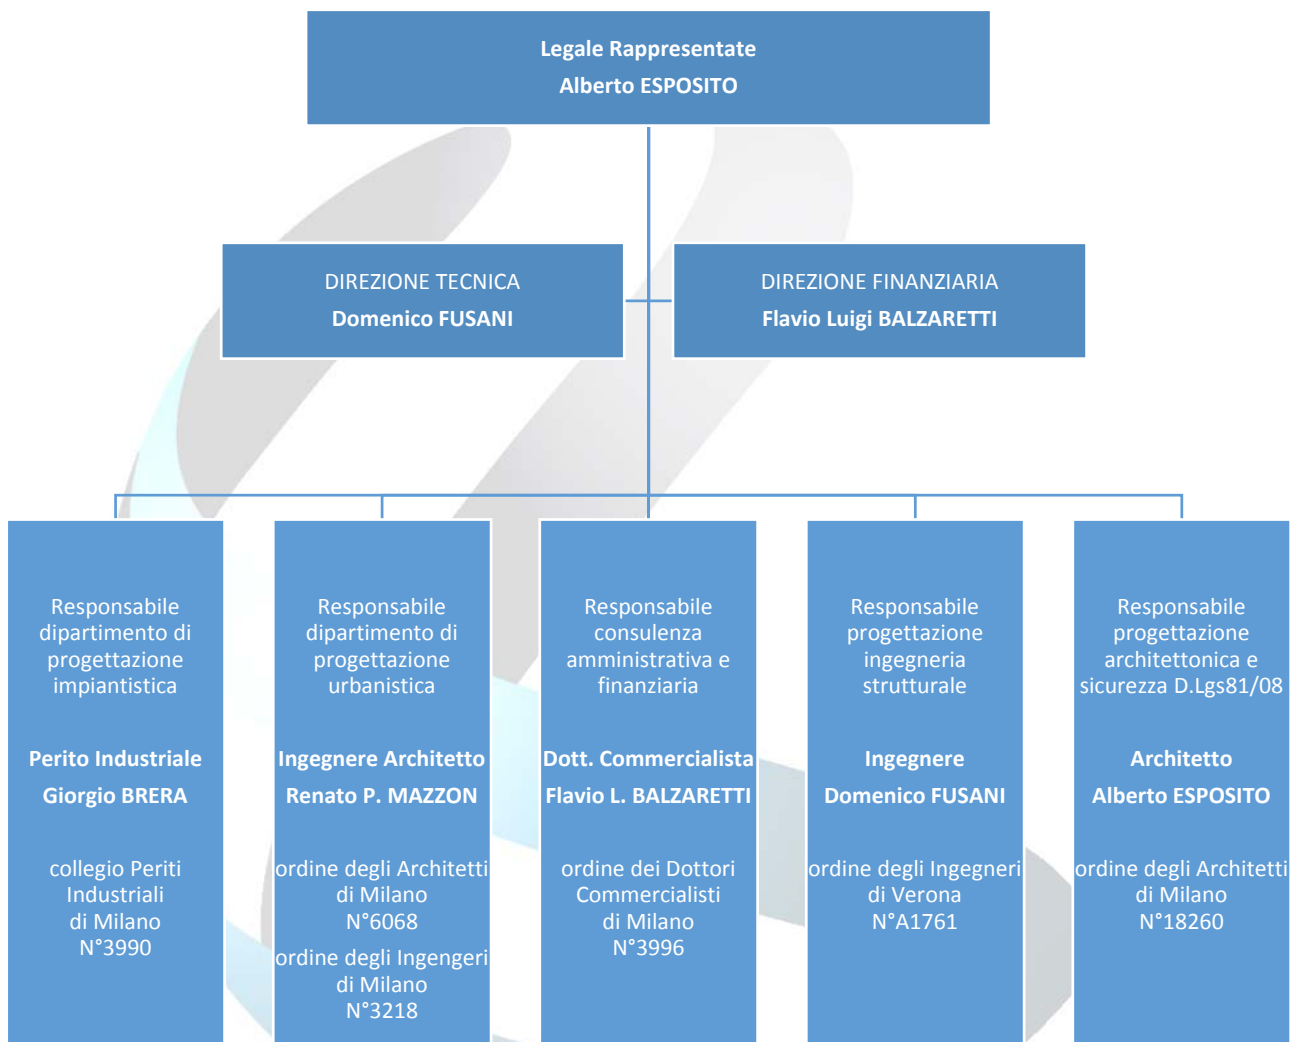 Legale Rappresentate
Alberto ESPOSITO
DIREZIONE TECNICA
Domenico FUSANI
DIREZIONE FINANZIARIA
Flavio Luigi BALZARETTI
Responsabile
dipartimento di
progettazione
impiantistica
Perito Industriale
Giorgio BRERA
collegio Periti
Industriali
di Milano
N°3990
Responsabile
dipartimento di
progettazione
urbanistica
Ingegnere Architetto
Renato P. MAZZON
ordine degli Architetti
di Milano
N°6068
ordine degli Ingengeri
di Milano
N°3218
Responsabile
consulenza
amministrativa e
finanziaria
Dott. Commercialista
Flavio L. BALZARETTI
ordine dei Dottori
Commercialisti
di Milano
N°3996
Responsabile
progettazione
ingegneria
strutturale
Ingegnere
Domenico FUSANI
ordine degli Ingegneri
di Verona
N°A1761
Responsabile
progettazione
architettonica e
sicurezza D.Lgs81/08
Architetto
Alberto ESPOSITO
ordine degli Architetti
di Milano
N°18260